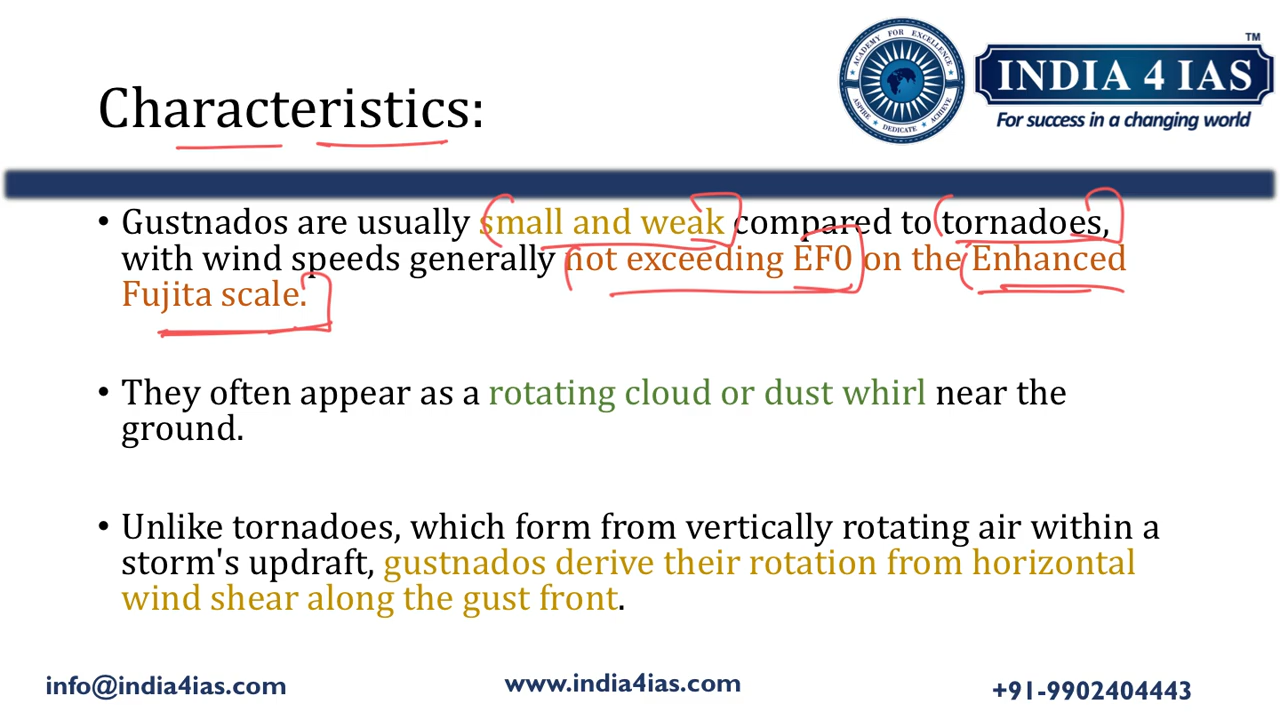 ACADEMY FOR EXCELLENCE
ASPIRE DEDICATE ACHIEVE
TM
INDIA 4 IAS
For success in a changing world
Characteristics:
• Gustnados are usually small and weak compared to tornadoes,
with wind speeds generally not exceeding EF0 on the Enhanced
Fujita scale.
• They often appear as a rotating cloud or dust whirl near the
ground.
• Unlike tornadoes, which form from vertically rotating air within a
storm's updraft, gustnados derive their rotation from horizontal
wind shear along the gust front.
info@india4ias.com
www.india4ias.com
+91-9902404443